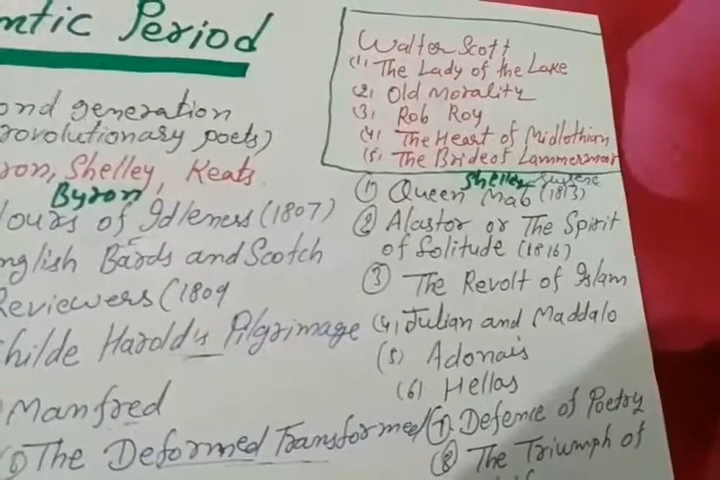 ntic Period
ond generation
revolutionary poets)
ron, Shelley, Keats.
Byron
Hours of Idleness (1807)
nglish Bards and Scotch
Reviewers (1809
hilde Harold's Pilgrimage
Manfred
(5) The Deformed Transformed
Walter Scott
(1) The Lady of the Lake
(2) Old Morality
(3) Rob Roy
(4) The Heart of Midlothian
(5) The Bride of Lammermoor
Shelley
(1) Queen Mab (1813)
(2) Alastor or The Spirit
of Solitude (1816)
(3) The Revolt of Islam
(4) Julian and Maddalo
(5) Adonais
(6) Hellas
(7) Defence of Poetry
(8) The Triumph of